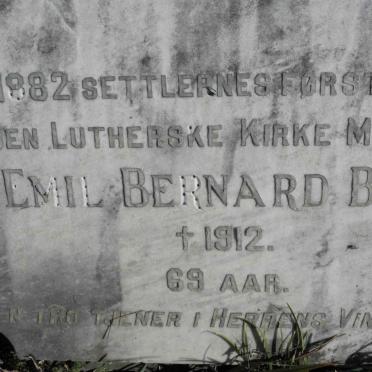 1882 SETTLERNES FØRST
DEN LUTHERSKE KIRKE M
EMIL BERNARD B
† 1912.
69 AAR.
N TRO TJENER I HERRENS VIN